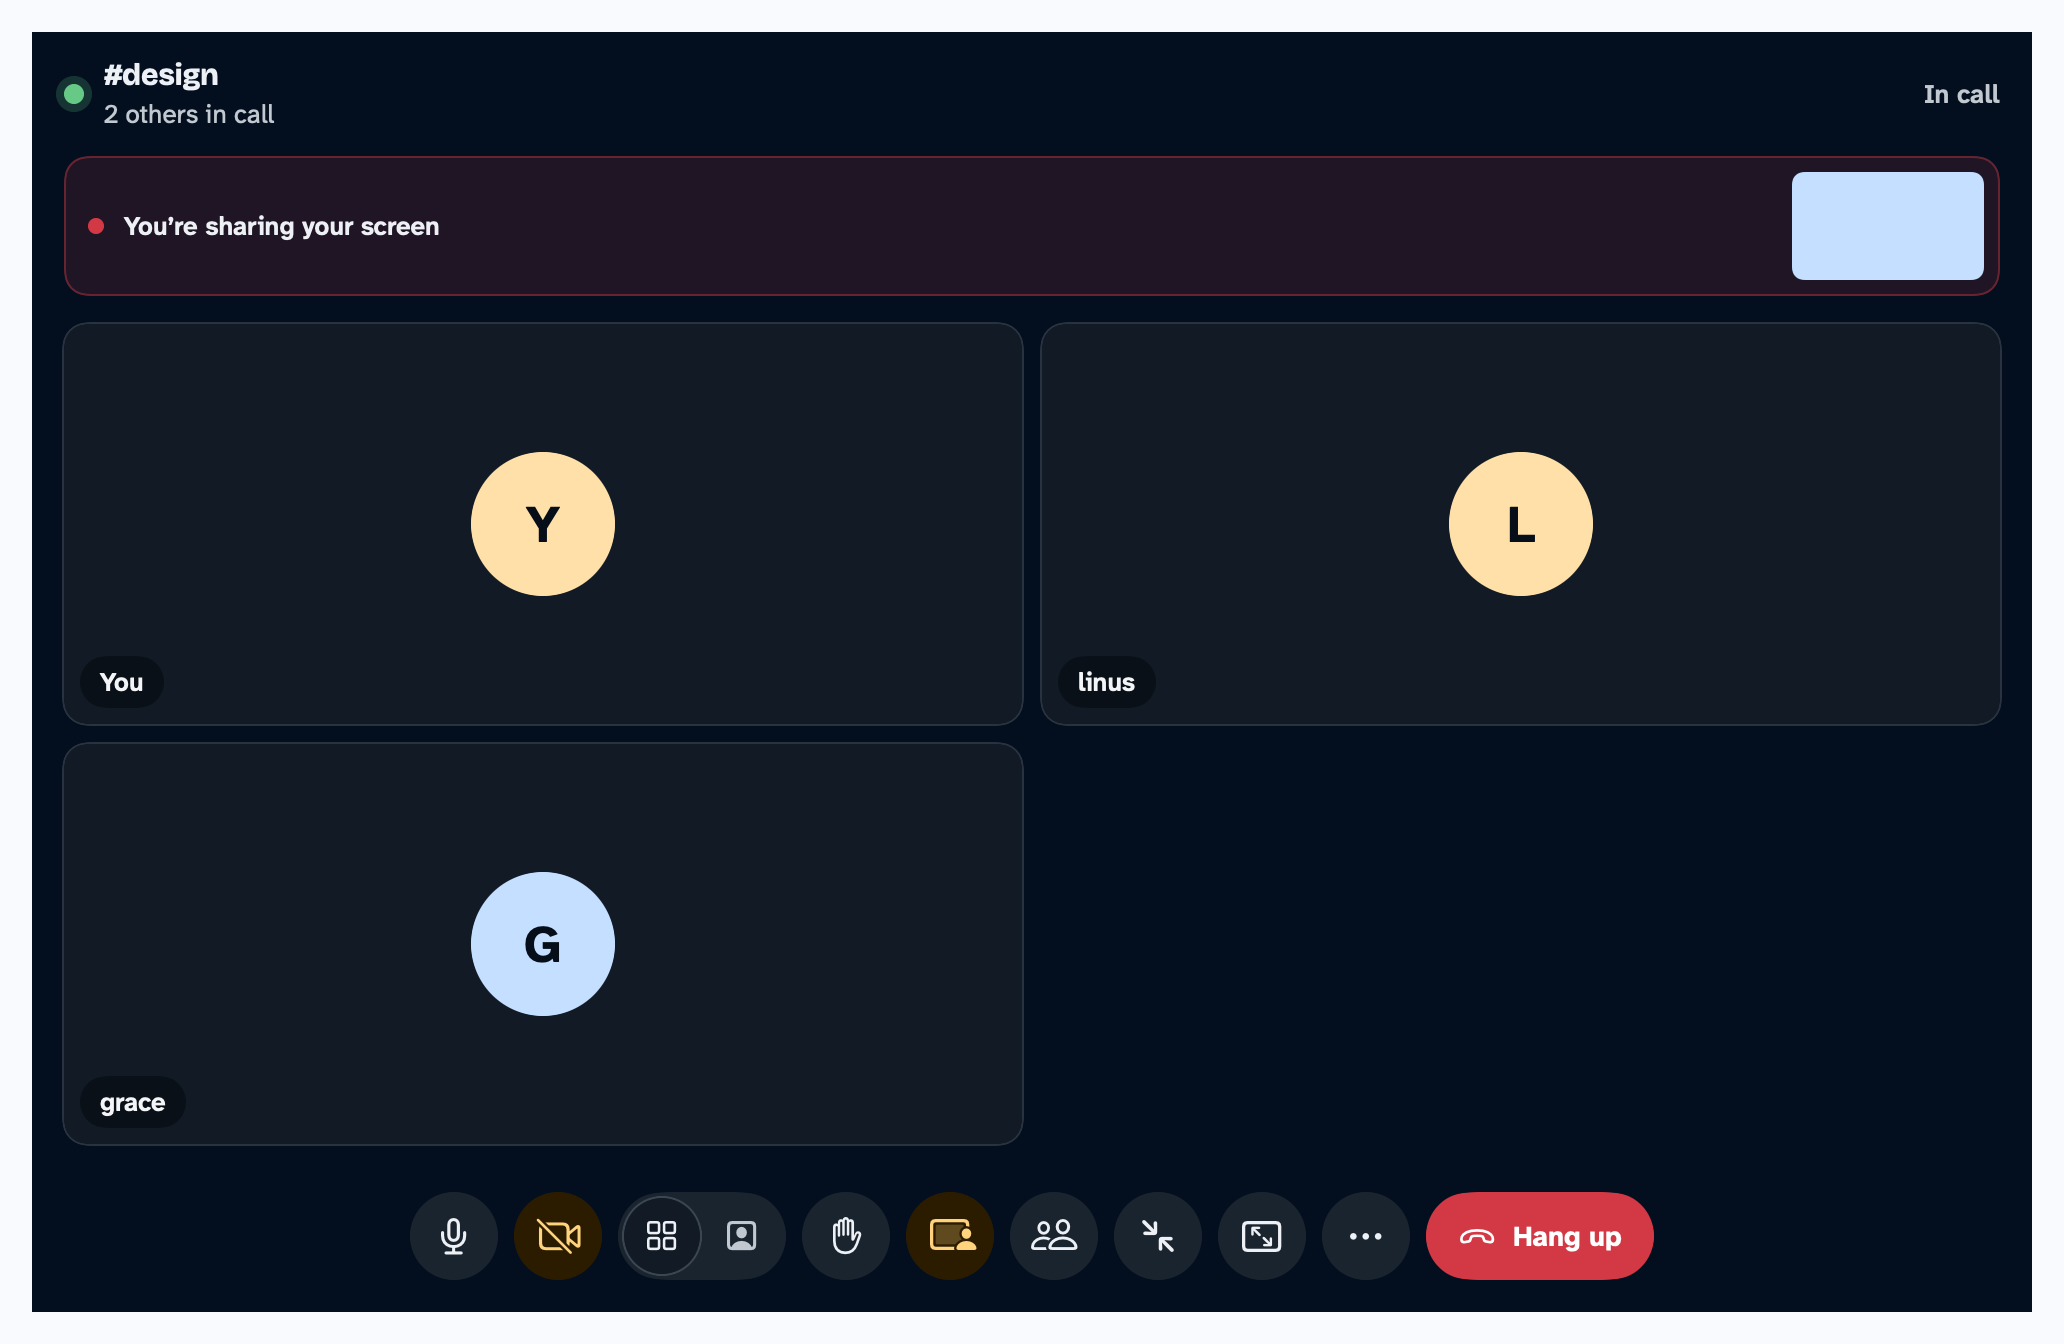 #design
2 others in call
In call
You’re sharing your screen
Y
You
L
linus
G
grace
Hang up